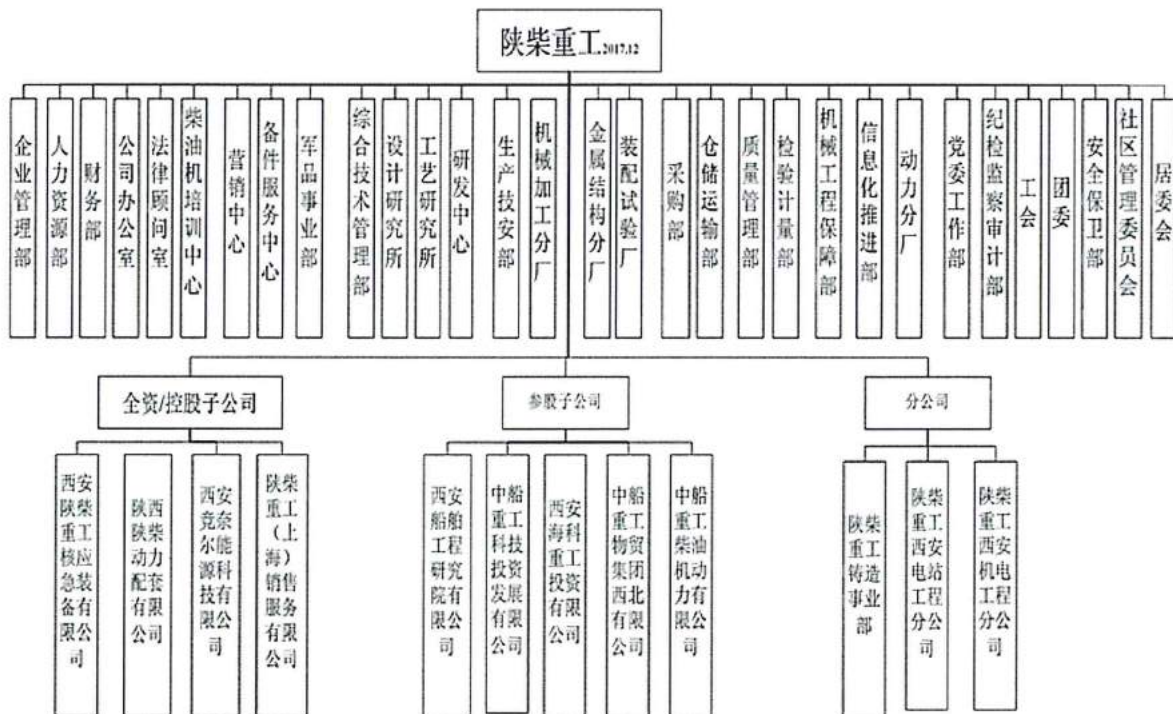 陕柴重工2017.12
企业管理部
人力资源部
财务部
公司办公室
法律顾问室
柴油机培训中心
营销中心
备件服务中心
军品事业部
综合技术管理部
设计研究所
工艺研究所
研发中心
生产技安部
机械加工分厂
金属结构分厂
装配试验厂
采购部
仓储运输部
质量管理部
检验计量部
机械工程保障部
信息化推进部
动力分厂
党委工作部
纪检监察审计部
工会
团委
安全保卫部
社区管理委员会
居委会
全资/控股子公司
参股子公司
分公司
西安陕柴重工核应急装备有限公司
陕西陕柴动力配套有限公司
西安竞奈尔能源科技有限公司
陕柴重工（上海）销售服务有限公司
西安船舶工程研究院有限公司
中船重工科技投资发展有限公司
西安海科重工投资有限公司
中船重工物贸集团西北有限公司
中船重工柴油机动力有限公司
陕柴重工铸造事业部
陕柴重工西安电站工程分公司
陕柴重工西安机电工程分公司